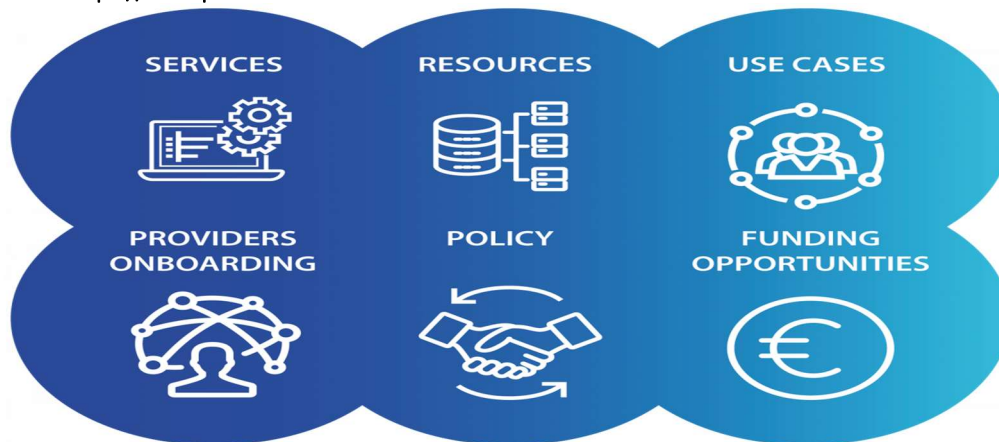 SERVICES
RESOURCES
USE CASES
PROVIDERS
ONBOARDING
POLICY
FUNDING
OPPORTUNITIES